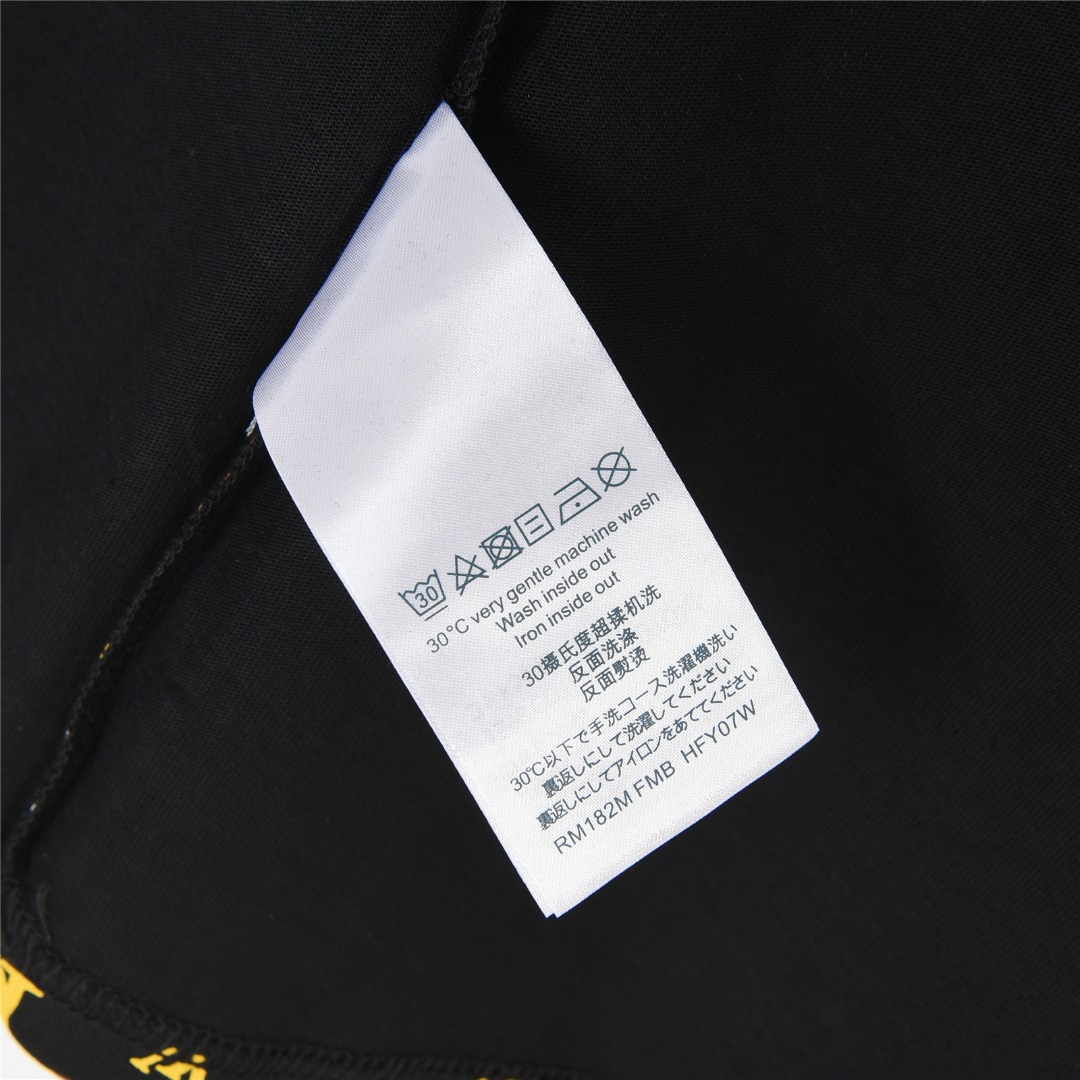 30
30°C very gentle machine wash
Wash inside out
Iron inside out
30摄氏度超揉机洗
反面洗涤
反面熨烫
30℃以下で手洗コース洗濯機洗い
裏返しにして洗濯してください
裏返しにしてアイロンをあててください
RM182M FMB HFY07W